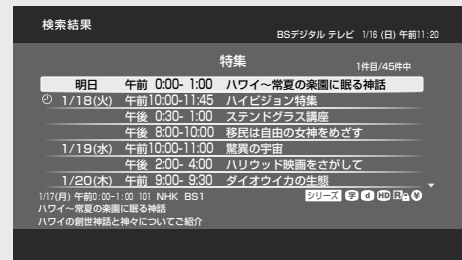 検索結果
BSデジタル テレビ 1/16 (日) 午前11:20
特集
1件目/45件中
明日 午前 0:00- 1:00 ハワイ～常夏の楽園に眠る神話
1/18(火) 午前10:00-11:45 ハイビジョン特集
午後 0:30- 1:00 ステンドグラス講座
午後 8:00-10:00 移民は自由の女神をめざす
1/19(水) 午前10:00-11:00 驚異の宇宙
午後 2:00- 4:00 ハリウッド映画をさがして
1/20(木) 午前 9:00- 9:30 ダイオウイカの生態
1/17(月) 午前0:00-1:00 101 NHK BS1 シリーズ 字 d HD
ハワイ～常夏の楽園に眠る神話
ハワイの創世神話と神々についてご紹介